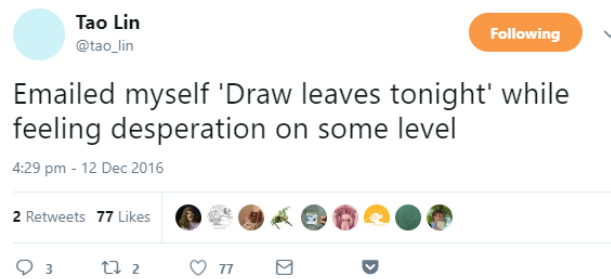 Tao Lin
@tao_lin
Following
Emailed myself 'Draw leaves tonight' while
feeling desperation on some level
4:29 pm - 12 Dec 2016
2 Retweets 77 Likes
3 2 77